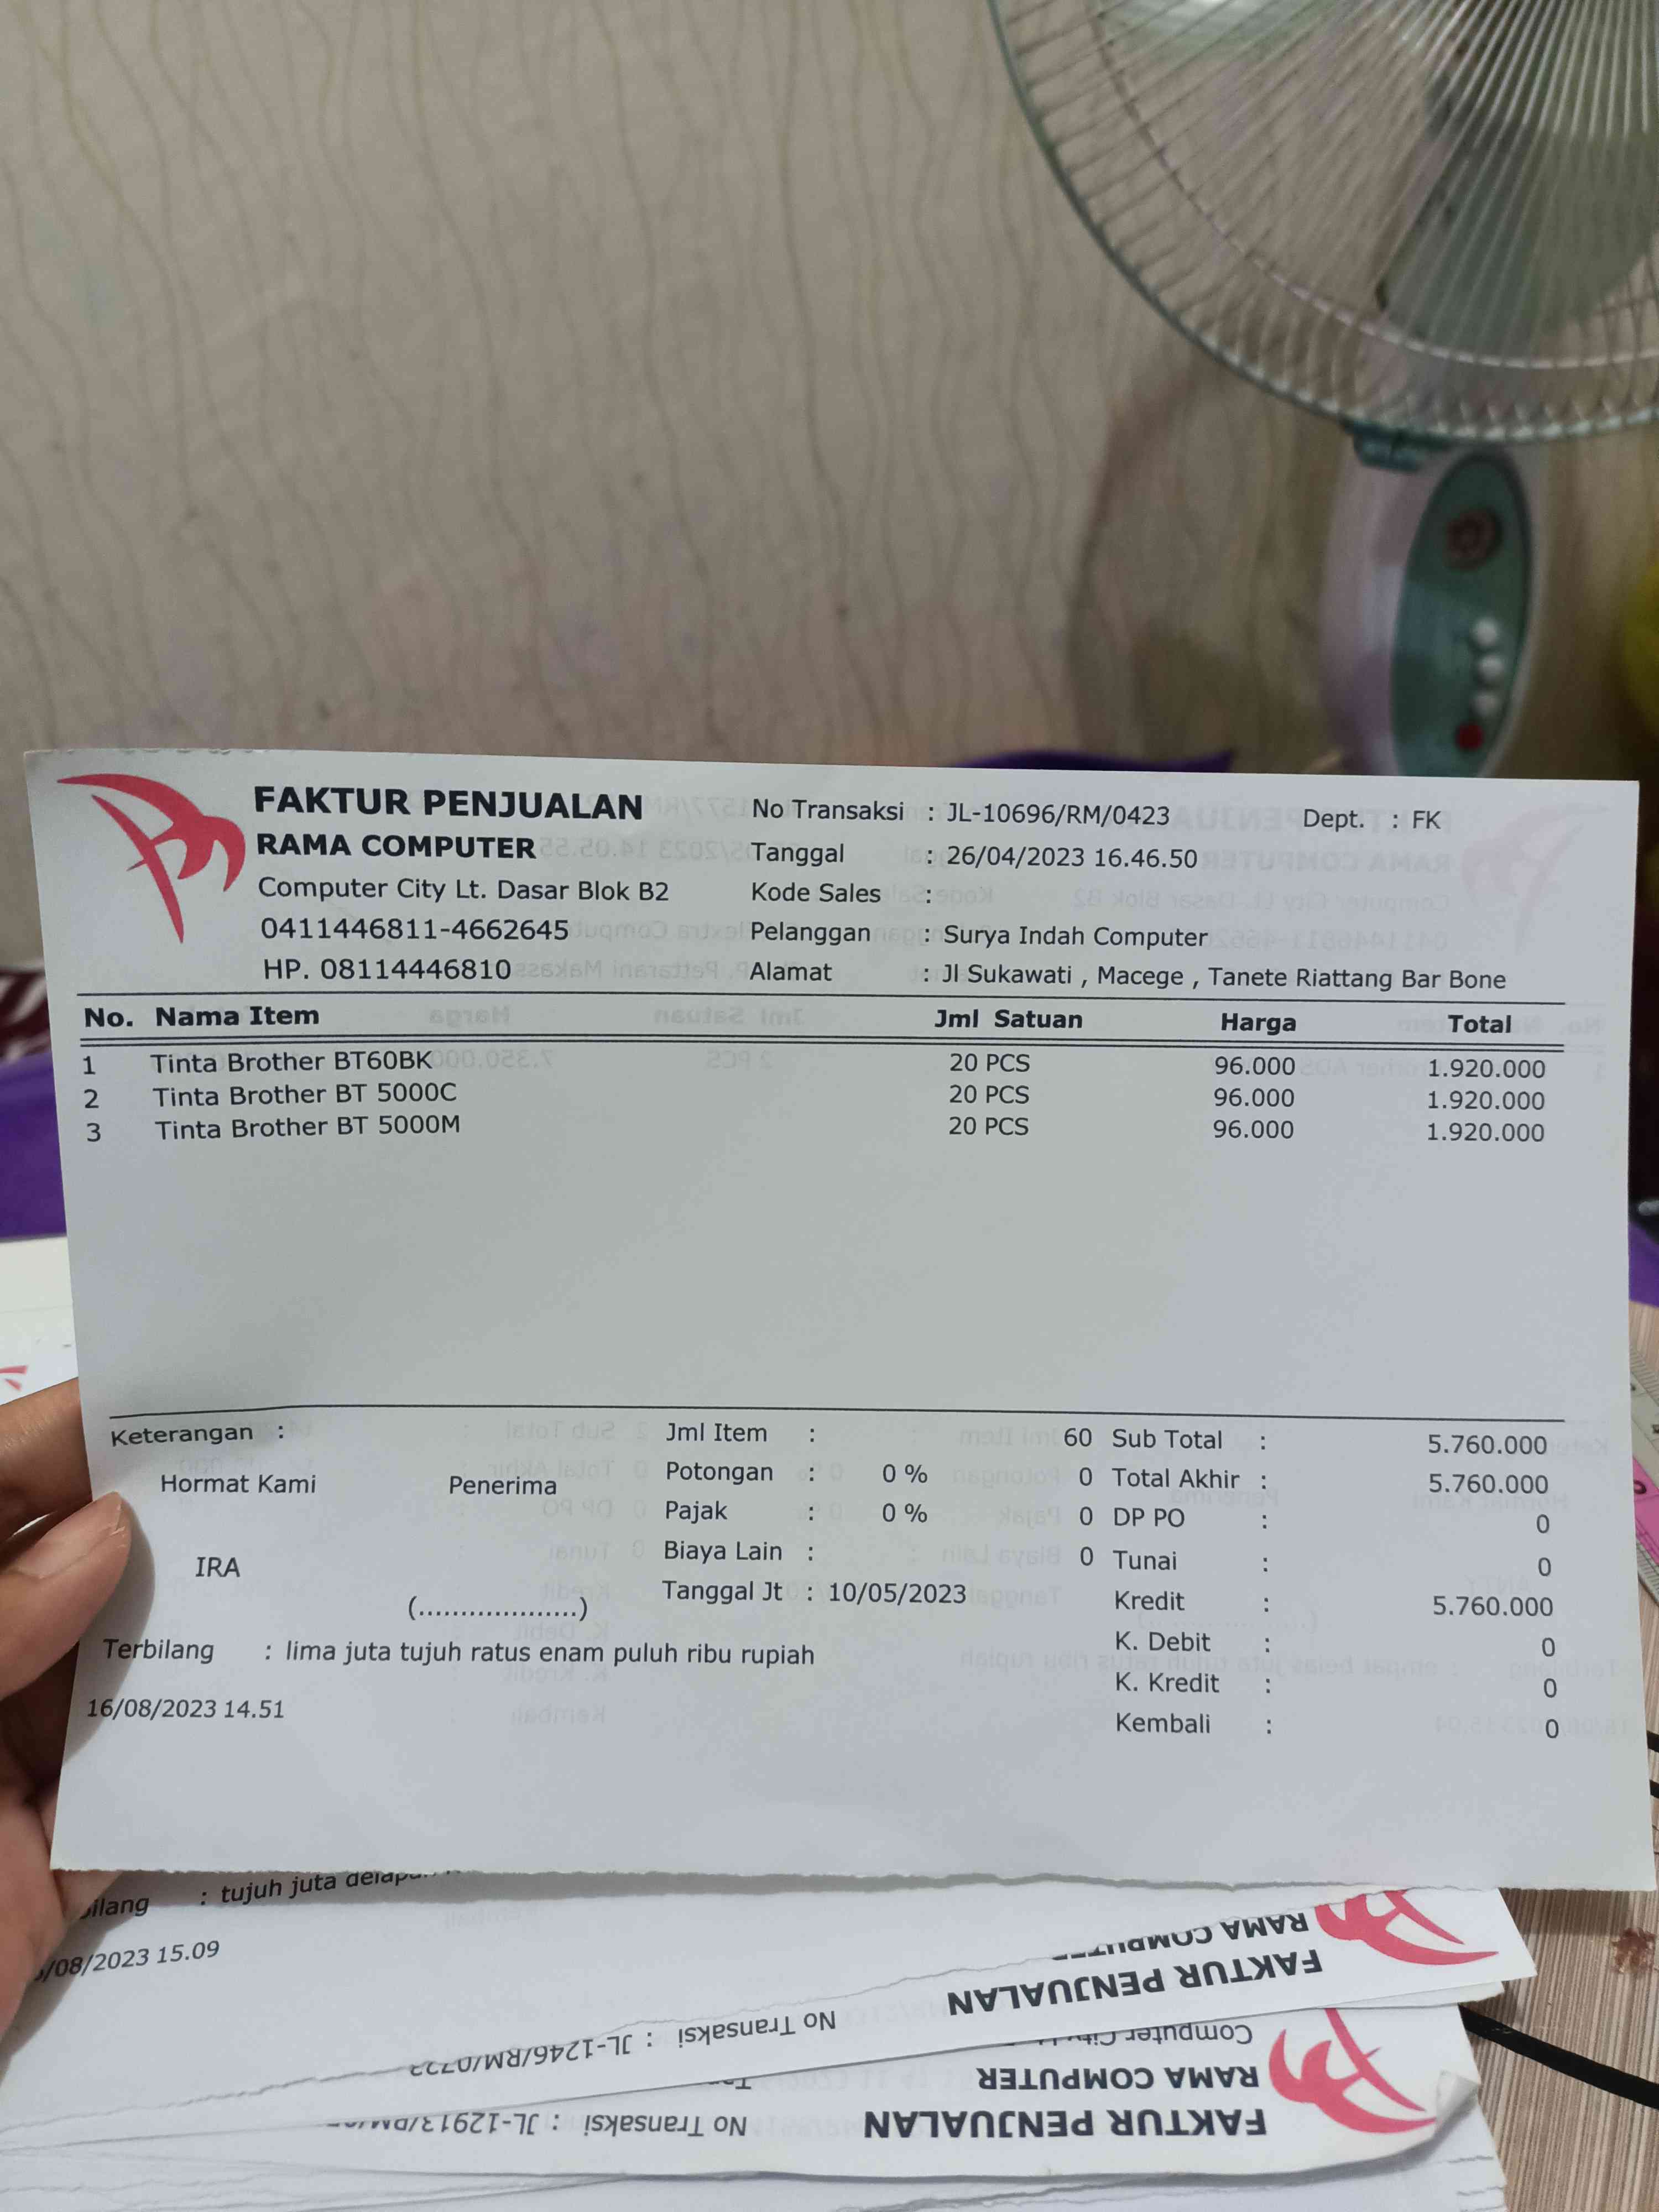 FAKTUR PENJUALAN
RAMA COMPUTER
Computer City Lt. Dasar Blok B2
0411446811-4662645
HP. 08114446810
No Transaksi : JL-10696/RM/0423
Dept. : FK
Tanggal : 26/04/2023 16.46.50
Kode Sales :
Pelanggan : Surya Indah Computer
Alamat : Jl Sukawati , Macege , Tanete Riattang Bar Bone
No. Nama Item Jml Satuan Harga Total
1 Tinta Brother BT60BK 20 PCS 96.000 1.920.000
2 Tinta Brother BT 5000C 20 PCS 96.000 1.920.000
3 Tinta Brother BT 5000M 20 PCS 96.000 1.920.000
Keterangan :
Hormat Kami Penerima
IRA
(...................)
Jml Item : 60
Potongan : 0 % 0
Pajak : 0 % 0
Biaya Lain : 0
Tanggal Jt : 10/05/2023
Sub Total : 5.760.000
Total Akhir : 5.760.000
DP PO : 0
Tunai : 0
Kredit : 5.760.000
K. Debit : 0
K. Kredit : 0
Kembali : 0
Terbilang : lima juta tujuh ratus enam puluh ribu rupiah
16/08/2023 14.51
: tujuh juta
/08/2023 15.09
RAMA COMPUTER
FAKTUR PENJUALAN
No Transaksi : JL-1246/RM/0723
Computer City
RAMA COMPUTER
FAKTUR PENJUALAN
No Transaksi : JL-12913/RM/